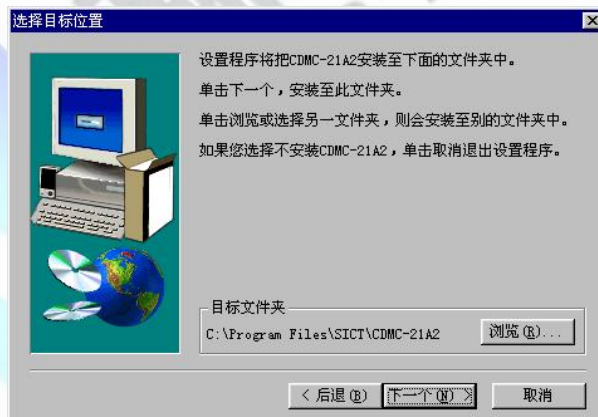 选择目标位置
设置程序将把CDMC-21A2安装至下面的文件夹中。
单击下一个，安装至此文件夹。
单击浏览或选择另一文件夹，则会安装至别的文件夹中。
如果您选择不安装CDMC-21A2，单击取消退出设置程序。
目标文件夹
C:\Program Files\SICT\CDMC-21A2
浏览(R)...
< 后退(B)
下一个(N) >
取消